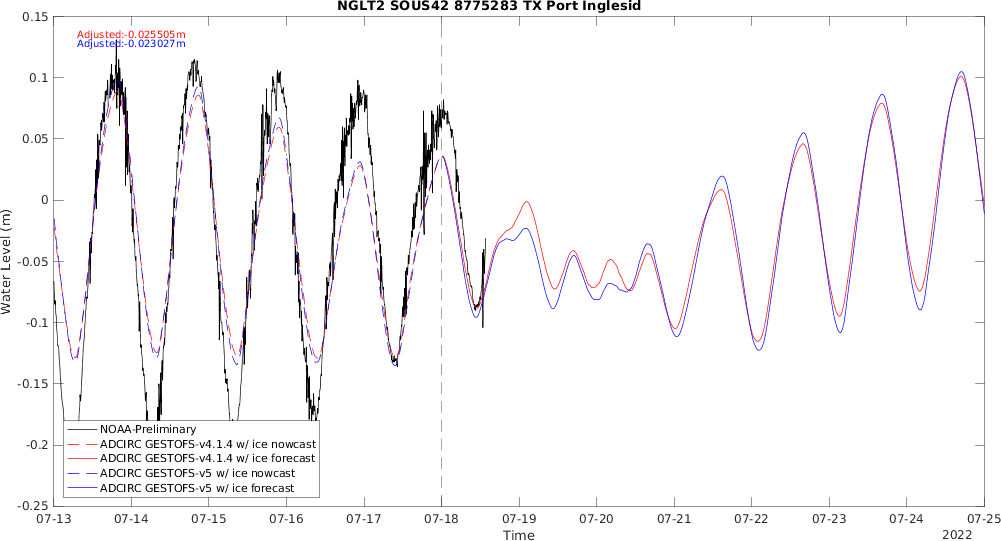 NGLT2 SOUS42 8775283 TX Port Inglesid
0.15
Adjusted:-0.025505m
Adjusted:-0.023027m
0.1
0.05
0
-0.05
-0.1
-0.15
-0.2
-0.25
Water Level (m)
NOAA-Preliminary
ADCIRC GESTOFS-v4.1.4 w/ ice nowcast
ADCIRC GESTOFS-v4.1.4 w/ ice forecast
ADCIRC GESTOFS-v5 w/ ice nowcast
ADCIRC GESTOFS-v5 w/ ice forecast
07-13 07-14 07-15 07-16 07-17 07-18 07-19 07-20 07-21 07-22 07-23 07-24 07-25
Time
2022